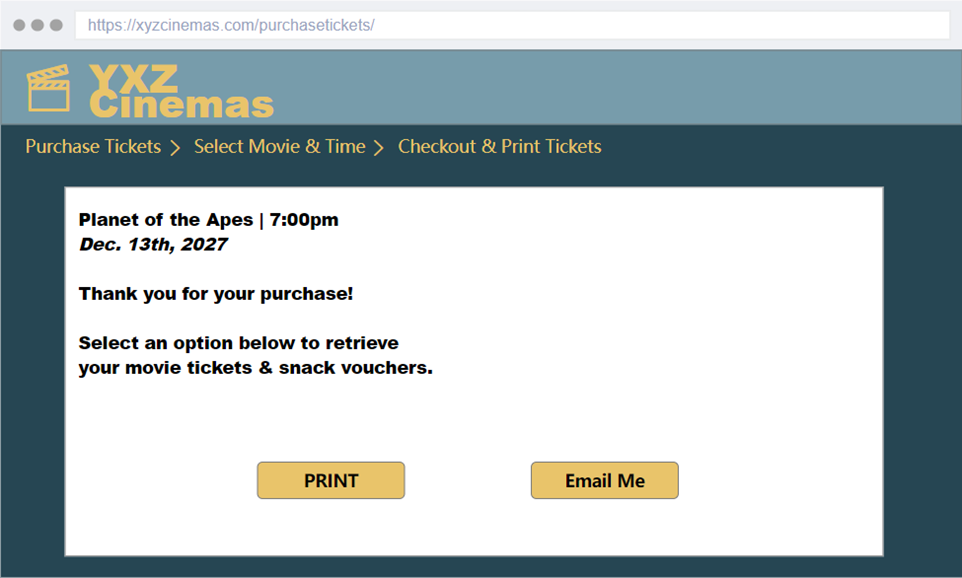 https://xyzcinemas.com/purchasetickets/
YXZ
Cinemas
Purchase Tickets > Select Movie & Time > Checkout & Print Tickets
Planet of the Apes | 7:00pm
Dec. 13th, 2027
Thank you for your purchase!
Select an option below to retrieve
your movie tickets & snack vouchers.
PRINT Email Me